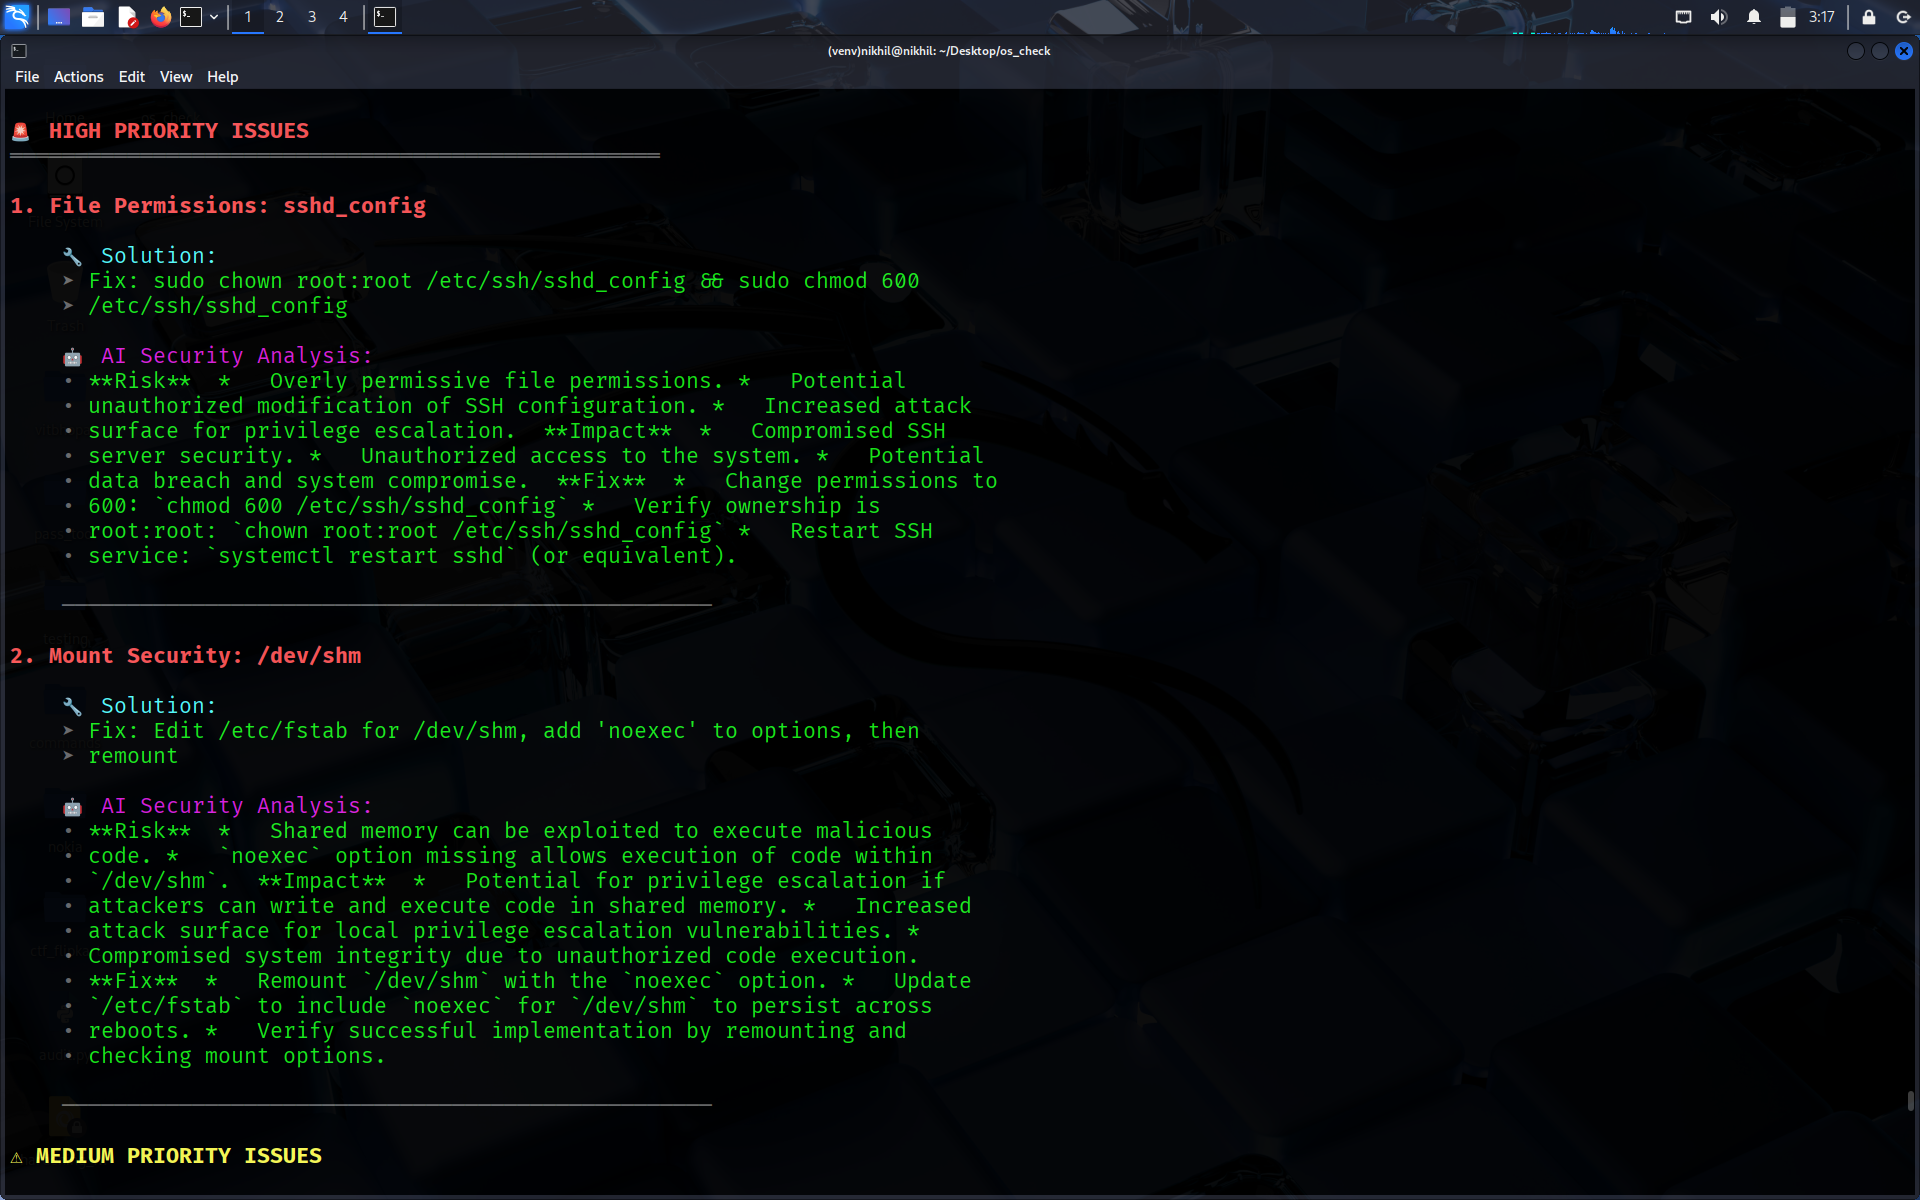 1 2 3 4
3:17
(venv)nikhil@nikhil: ~/Desktop/os_check
File Actions Edit View Help
HIGH PRIORITY ISSUES
1. File Permissions: sshd_config
Solution:
➤ Fix: sudo chown root:root /etc/ssh/sshd_config && sudo chmod 600
➤ /etc/ssh/sshd_config
AI Security Analysis:
• **Risk**  *   Overly permissive file permissions. *   Potential
• unauthorized modification of SSH configuration. *   Increased attack
• surface for privilege escalation.  **Impact**  *   Compromised SSH
• server security. *   Unauthorized access to the system. *   Potential
• data breach and system compromise.  **Fix**  *   Change permissions to
• 600: `chmod 600 /etc/ssh/sshd_config` *   Verify ownership is
• root:root: `chown root:root /etc/ssh/sshd_config` *   Restart SSH
• service: `systemctl restart sshd` (or equivalent).
2. Mount Security: /dev/shm
Solution:
➤ Fix: Edit /etc/fstab for /dev/shm, add 'noexec' to options, then
➤ remount
AI Security Analysis:
• **Risk**  *   Shared memory can be exploited to execute malicious
• code. *   `noexec` option missing allows execution of code within
• `/dev/shm`.  **Impact**  *   Potential for privilege escalation if
• attackers can write and execute code in shared memory. *   Increased
• attack surface for local privilege escalation vulnerabilities. *
• Compromised system integrity due to unauthorized code execution.
• **Fix**  *   Remount `/dev/shm` with the `noexec` option. *   Update
• `/etc/fstab` to include `noexec` for `/dev/shm` to persist across
• reboots. *   Verify successful implementation by remounting and
• checking mount options.
⚠ MEDIUM PRIORITY ISSUES